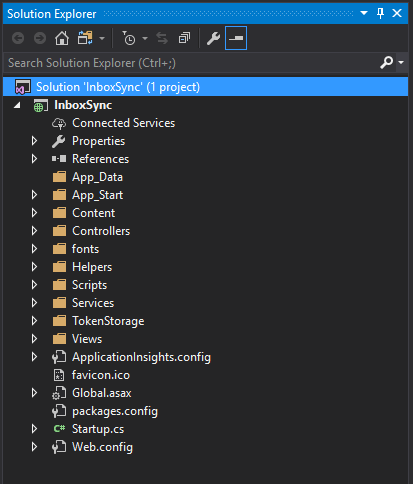 Solution Explorer
Search Solution Explorer (Ctrl+;)
Solution 'InboxSync' (1 project)
InboxSync
Connected Services
Properties
References
App_Data
App_Start
Content
Controllers
fonts
Helpers
Scripts
Services
TokenStorage
Views
ApplicationInsights.config
favicon.ico
Global.asax
packages.config
C# Startup.cs
Web.config